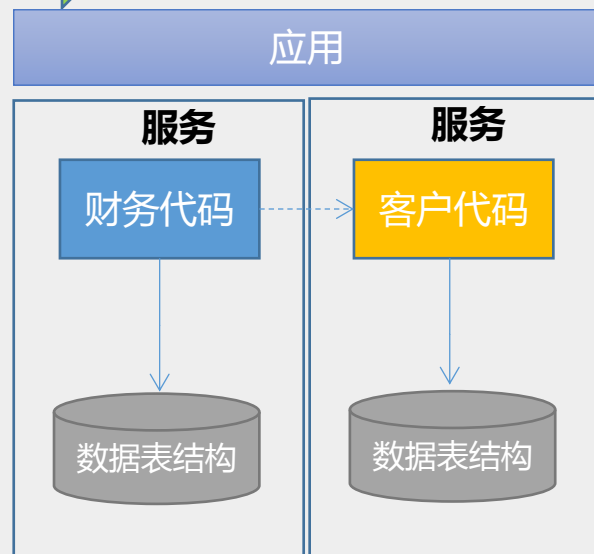 应用
服务
服务
财务代码
客户代码
数据表结构
数据表结构